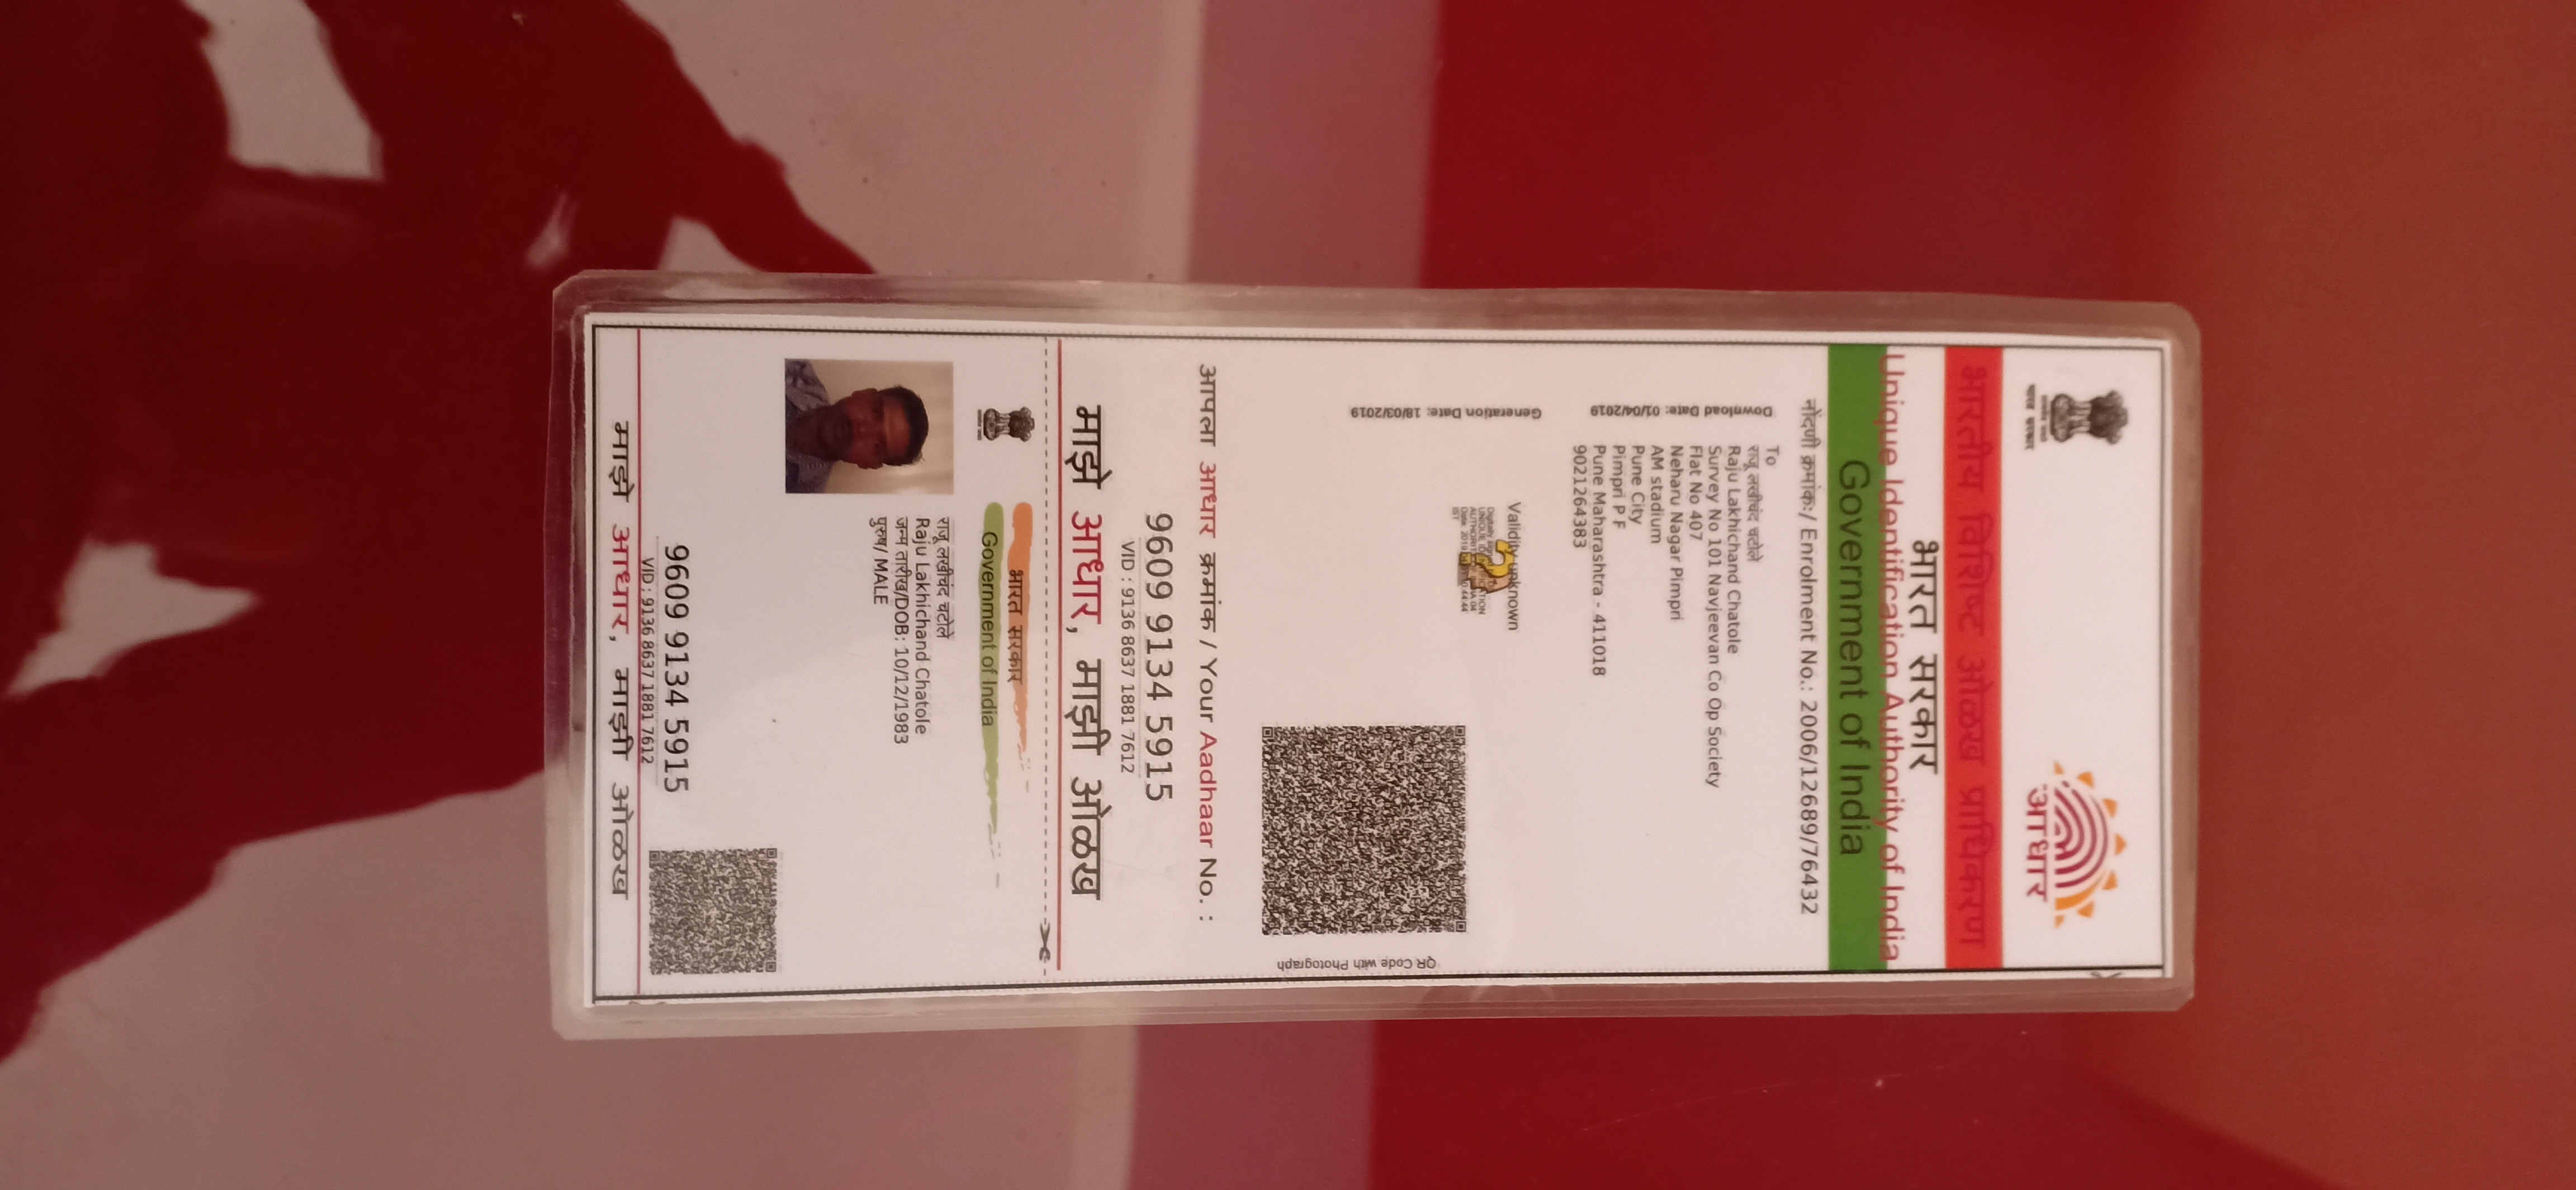 भारतीय विशिष्ट ओळख प्राधिकरण
भारत सरकार
Unique Identification Authority of India
Government of India
नोंदणी क्रमांक:/ Enrolment No.: 2006/12689/76432
To
राजू लखीचंद चटोले
Raju Lakhichand Chatole
Survey No 101 Navjeevan Co Op Society
Flat No 407
Neharu Nagar Pimpri
AM stadium
Pune City
Pimpri P F
Pune Maharashtra - 411018
9021264383
Download Date: 01/04/2019
Generation Date: 18/03/2019
Validity unknown
QR Code with Photograph
आपला आधार क्रमांक / Your Aadhaar No. :
9609 9134 5915
VID : 9136 8637 1881 7612
माझे आधार, माझी ओळख
भारत सरकार
Government of India
राजू लखीचंद चटोले
Raju Lakhichand Chatole
जन्म तारीख/DOB: 10/12/1983
पुरुष/ MALE
9609 9134 5915
VID : 9136 8637 1881 7612
माझे आधार, माझी ओळख
आधार